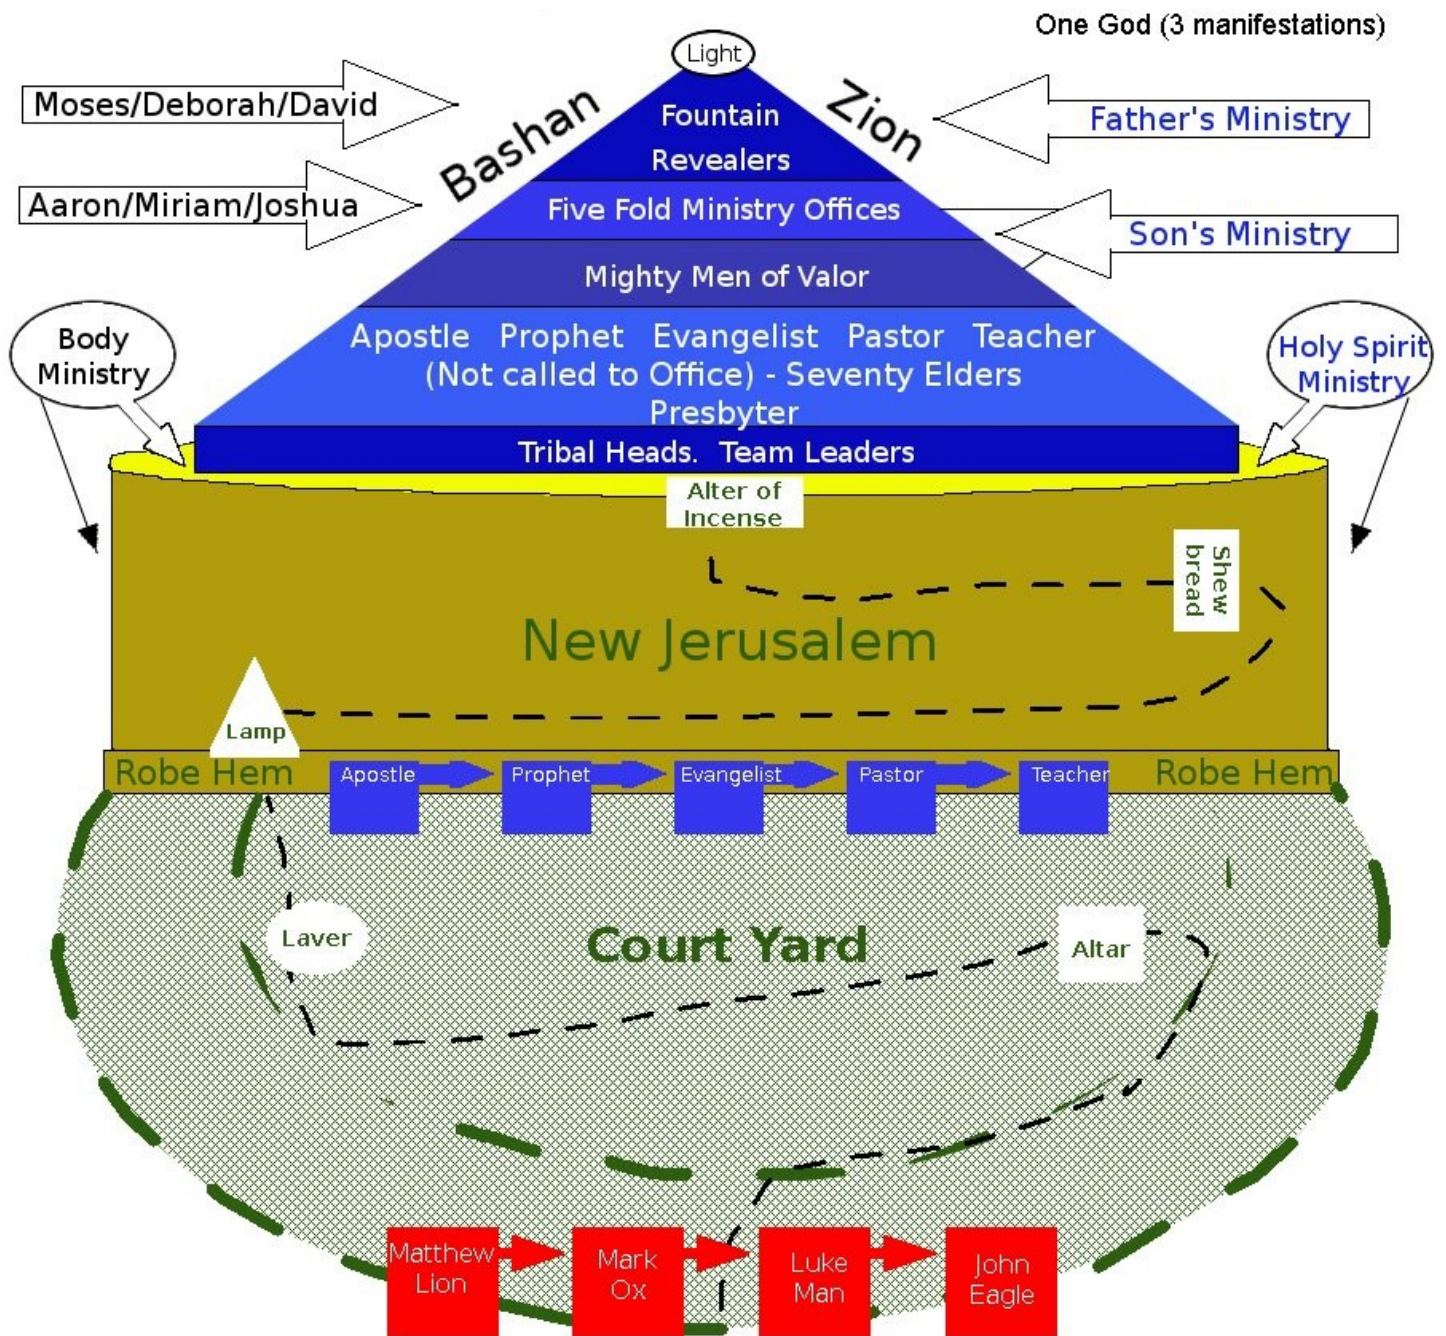 One God (3 manifestations)
Light
Moses/Deborah/David
Bashan
Zion
Fountain
Revealers
Father's Ministry
Aaron/Miriam/Joshua
Five Fold Ministry Offices
Son's Ministry
Mighty Men of Valor
Body
Ministry
Apostle Prophet Evangelist Pastor Teacher
(Not called to Office) - Seventy Elders
Presbyter
Holy Spirit
Ministry
Tribal Heads. Team Leaders
Alter of
Incense
Shew
bread
New Jerusalem
Lamp
Robe Hem
Apostle
Prophet
Evangelist
Pastor
Teacher
Robe Hem
Laver
Court Yard
Altar
Matthew
Lion
Mark
Ox
Luke
Man
John
Eagle